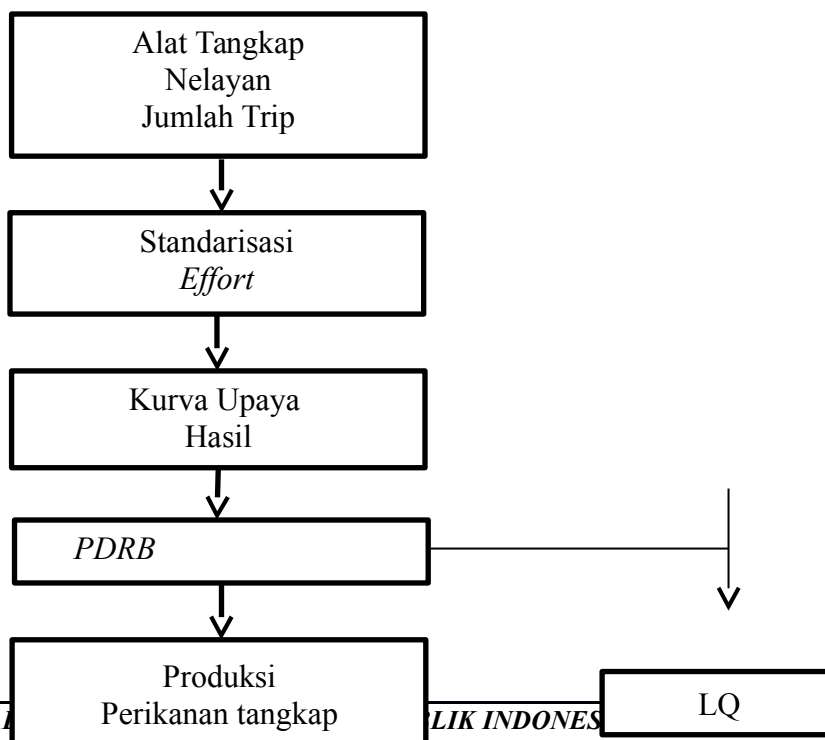 Alat Tangkap
Nelayan
Jumlah Trip
Standarisasi
Effort
Kurva Upaya
Hasil
PDRB
Produksi
Perikanan tangkap
LQ